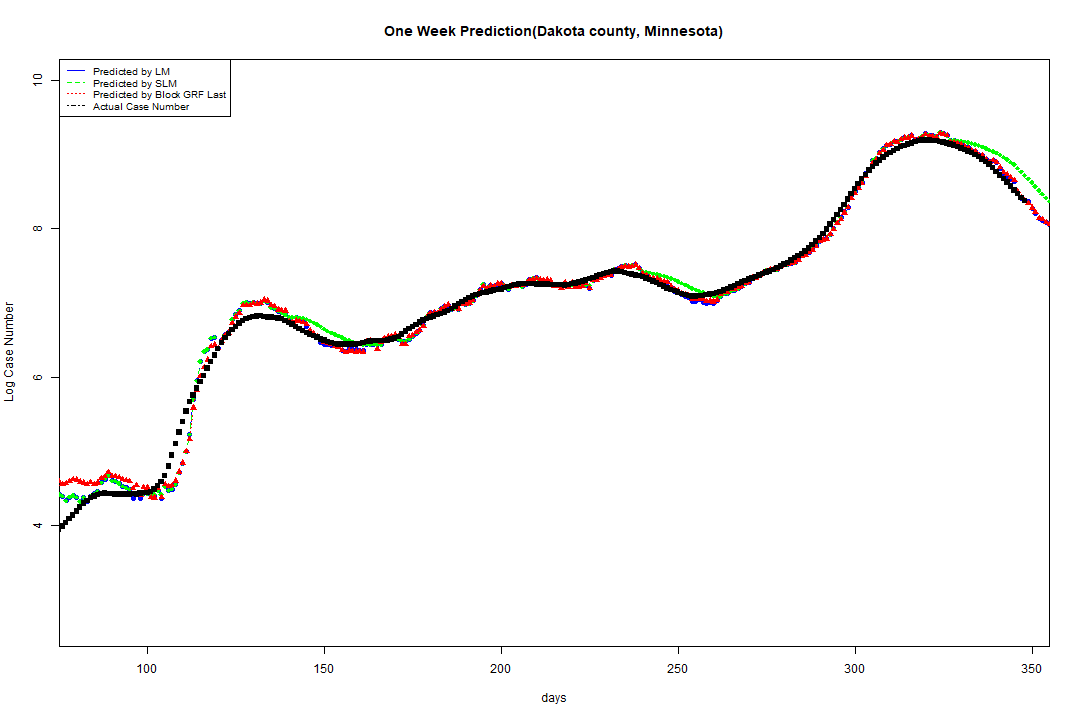 One Week Prediction(Dakota county, Minnesota)
Predicted by LM
Predicted by SLM
Predicted by Block GRF Last
Actual Case Number
10
8
6
4
Log Case Number
100 150 200 250 300 350
days